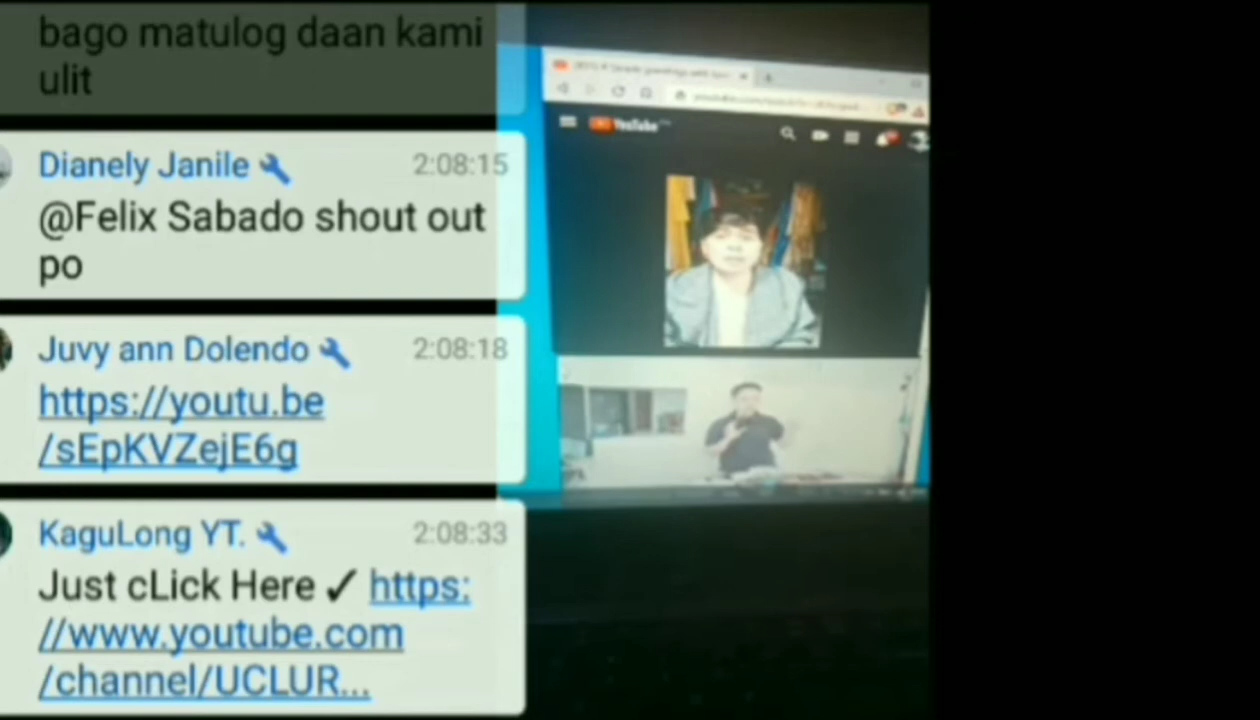 bago matulog daan kami
ulit
Dianely Janile 2:08:15
@Felix Sabado shout out
po
Juvy ann Dolendo 2:08:18
https://youtu.be
/sEpKVZejE6g
KaguLong YT. 2:08:33
Just cLick Here ✓ https:
//www.youtube.com
/channel/UCLUR...
YouTube